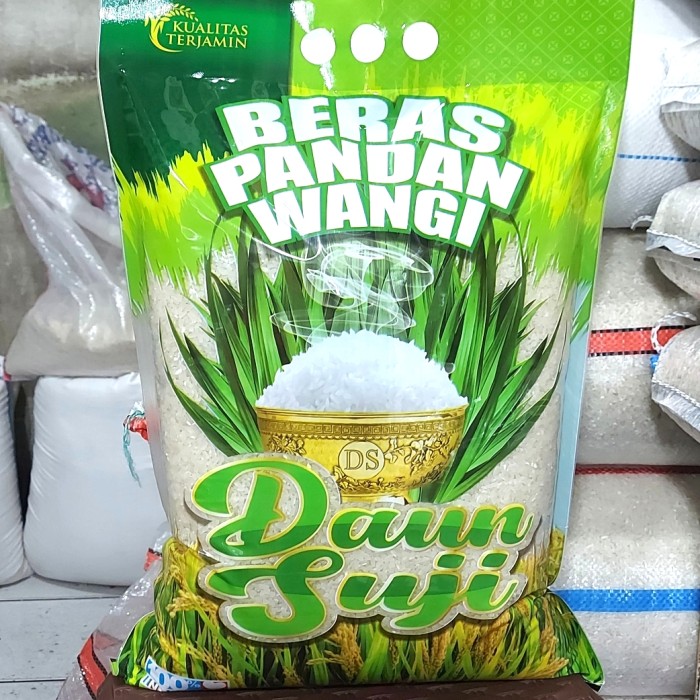 KUALITAS
TERJAMIN
BERAS
PANDAN
WANGI
DS
Daun
Suji